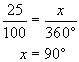 25/100 = x/360°
x = 90°